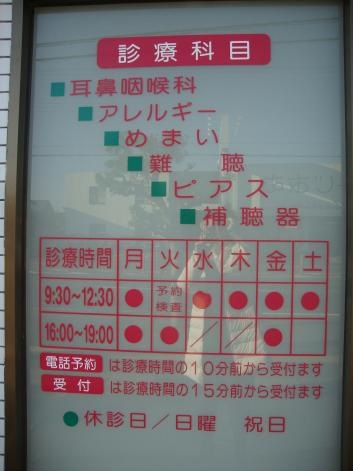 診療科目
■耳鼻咽喉科
■アレルギー
■めまい
■難 聴
■ピアス
■補聴器
診療時間 月 火 水 木 金 土
9:30~12:30 ● 予約検査 ● ● ● ●
16:00~19:00 ● ● ／ ／ ●
電話予約 は診療時間の10分前から受付ます
受付 は診療時間の15分前から受付ます
●休診日／日曜 祝日